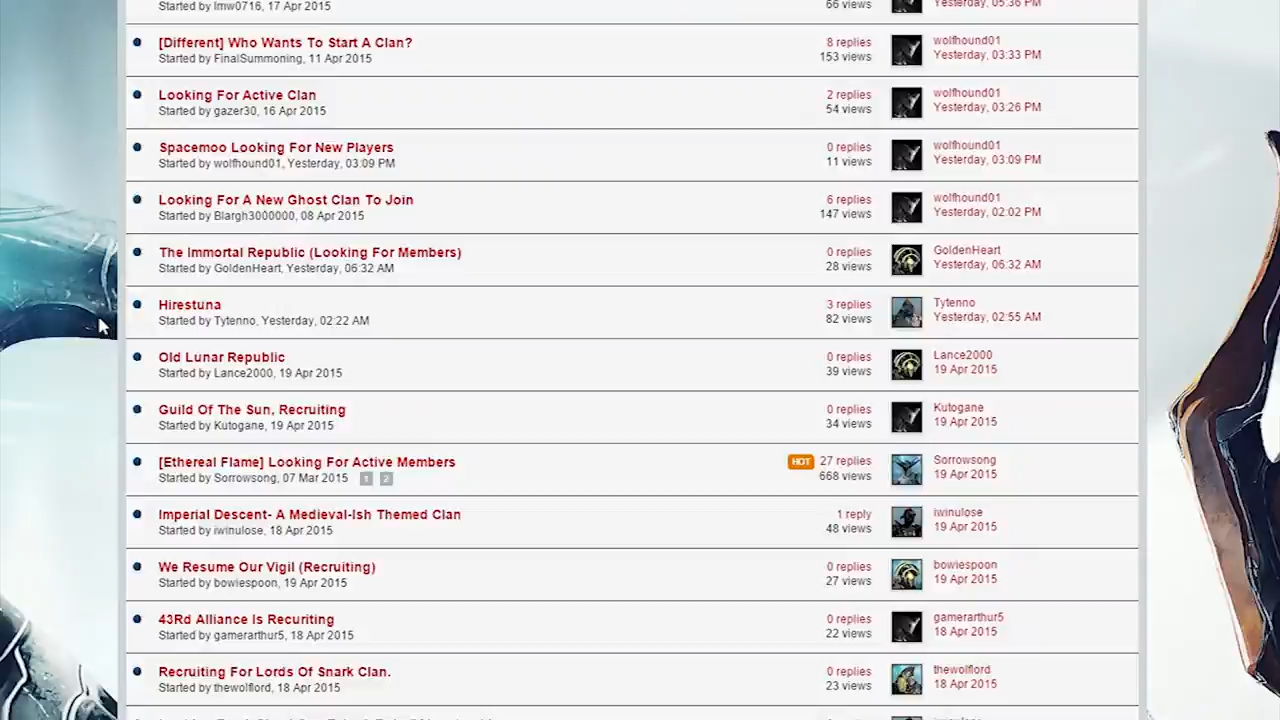 Started by Imw0716, 17 Apr 2015
66 views
Yesterday, 05:36 PM
[Different] Who Wants To Start A Clan?
Started by FinalSummoning, 11 Apr 2015
8 replies
153 views
wolfhound01
Yesterday, 03:33 PM
Looking For Active Clan
Started by gazer30, 16 Apr 2015
2 replies
54 views
wolfhound01
Yesterday, 03:26 PM
Spacemoo Looking For New Players
Started by wolfhound01, Yesterday, 03:09 PM
0 replies
11 views
wolfhound01
Yesterday, 03:09 PM
Looking For A New Ghost Clan To Join
Started by Blargh3000000, 08 Apr 2015
6 replies
147 views
wolfhound01
Yesterday, 02:02 PM
The Immortal Republic (Looking For Members)
Started by GoldenHeart, Yesterday, 06:32 AM
0 replies
28 views
GoldenHeart
Yesterday, 06:32 AM
Hirestuna
Started by Tytenno, Yesterday, 02:22 AM
3 replies
82 views
Tytenno
Yesterday, 02:55 AM
Old Lunar Republic
Started by Lance2000, 19 Apr 2015
0 replies
39 views
Lance2000
19 Apr 2015
Guild Of The Sun, Recruiting
Started by Kutogane, 19 Apr 2015
0 replies
34 views
Kutogane
19 Apr 2015
[Ethereal Flame] Looking For Active Members
Started by Sorrowsong, 07 Mar 2015 1 2
HOT 27 replies
668 views
Sorrowsong
19 Apr 2015
Imperial Descent- A Medieval-Ish Themed Clan
Started by iwinulose, 18 Apr 2015
1 reply
48 views
iwinulose
19 Apr 2015
We Resume Our Vigil (Recruiting)
Started by bowiespoon, 19 Apr 2015
0 replies
27 views
bowiespoon
19 Apr 2015
43Rd Alliance Is Recuriting
Started by gamerarthur5, 18 Apr 2015
0 replies
22 views
gamerarthur5
18 Apr 2015
Recruiting For Lords Of Snark Clan.
Started by thewolflord, 18 Apr 2015
0 replies
23 views
thewolflord
18 Apr 2015